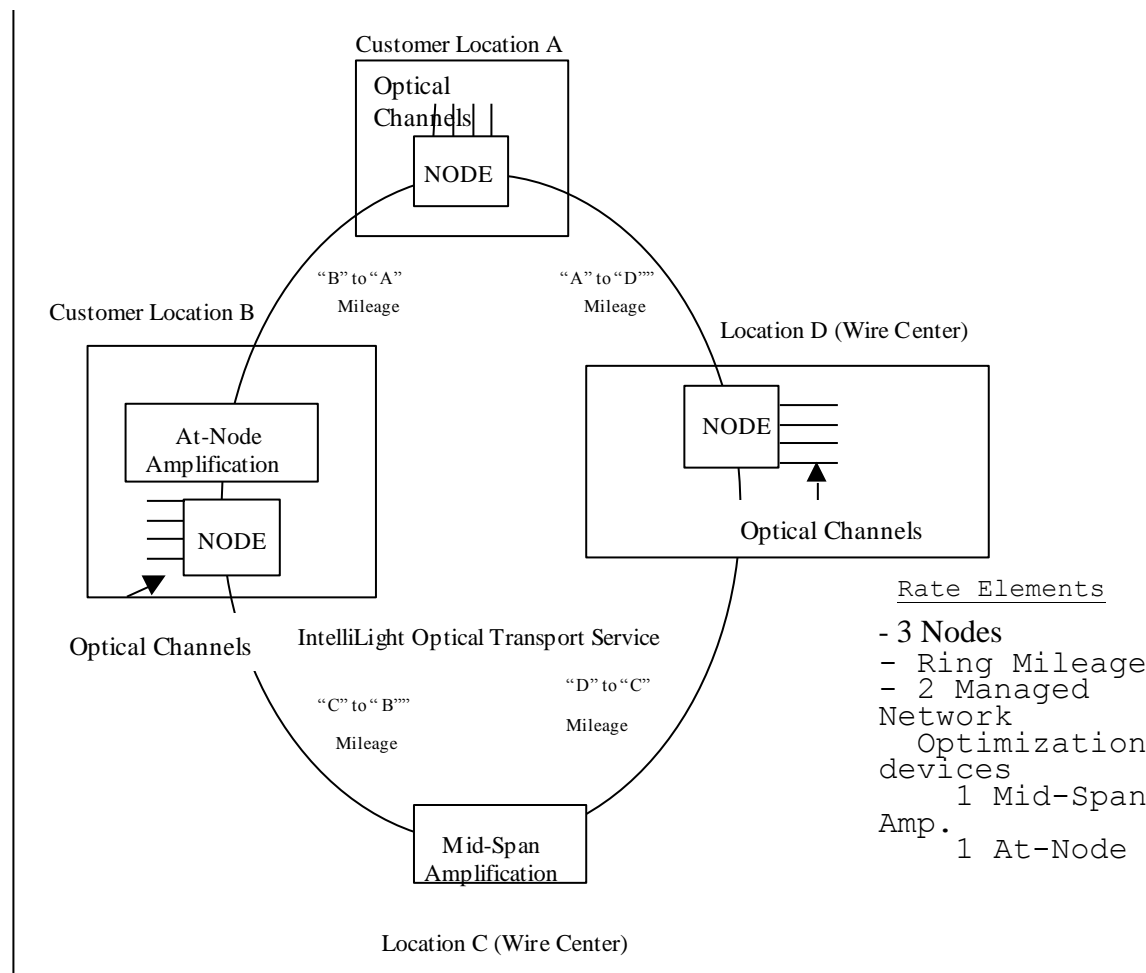 Customer Location A
Optical
Channels
NODE
“B” to “A”
Mileage
“A” to “D””
Mileage
Customer Location B
Location D (Wire Center)
At-Node
Amplification
NODE
NODE
Optical Channels
Optical Channels
IntelliLight Optical Transport Service
“C” to “B””
Mileage
“D” to “C”
Mileage
Mid-Span
Amplification
Location C (Wire Center)
Rate Elements
- 3 Nodes
- Ring Mileage
- 2 Managed
Network
Optimization
devices
1 Mid-Span
Amp.
1 At-Node